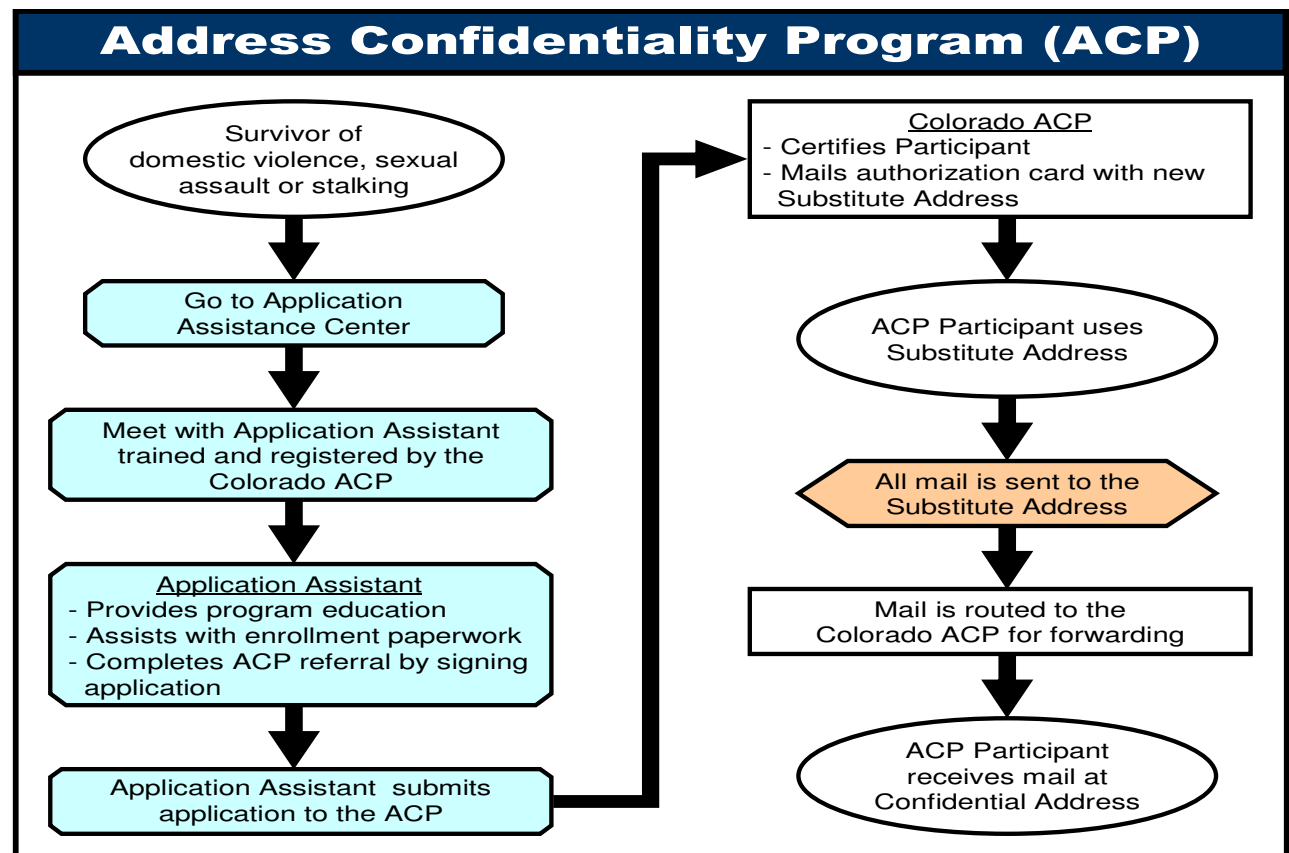 Address Confidentiality Program (ACP)
Survivor of
domestic violence, sexual
assault or stalking
Go to Application
Assistance Center
Meet with Application Assistant
trained and registered by the
Colorado ACP
Application Assistant
- Provides program education
- Assists with enrollment paperwork
- Completes ACP referral by signing
application
Application Assistant submits
application to the ACP
Colorado ACP
- Certifies Participant
- Mails authorization card with new
Substitute Address
ACP Participant uses
Substitute Address
All mail is sent to the
Substitute Address
Mail is routed to the
Colorado ACP for forwarding
ACP Participant
receives mail at
Confidential Address